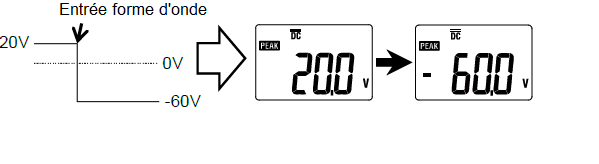 Entrée forme d'onde
20V
0V
-60V
DC
PEAK
20.0 V
DC
PEAK
- 60.0 V